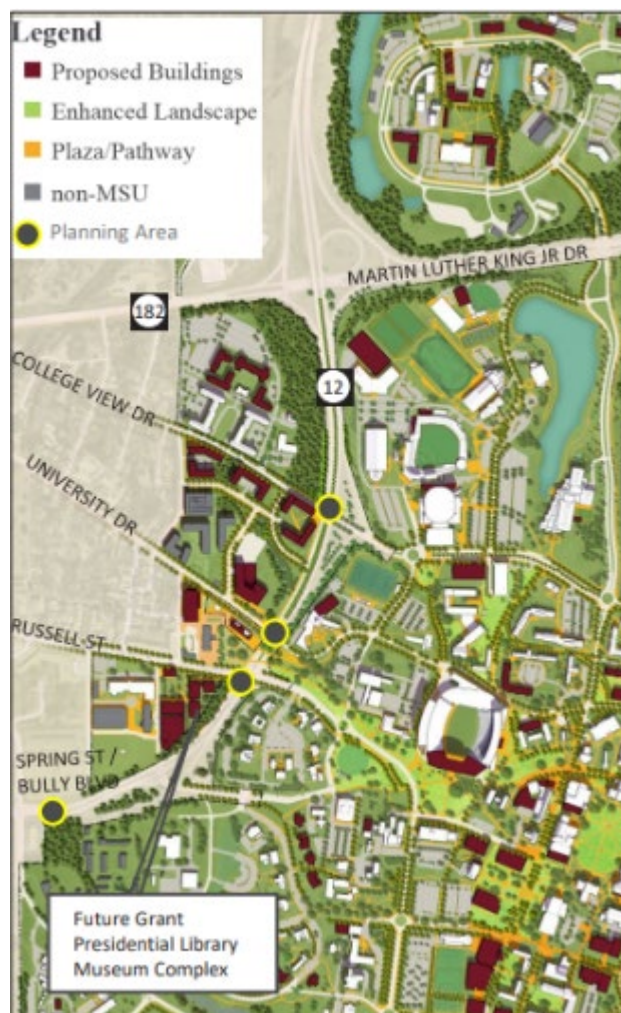 Legend
Proposed Buildings
Enhanced Landscape
Plaza/Pathway
non-MSU
Planning Area
MARTIN LUTHER KING JR DR
182
12
COLLEGE VIEW DR
UNIVERSITY DR
RUSSELL ST
SPRING ST /
BULLY BLVD
Future Grant
Presidential Library
Museum Complex